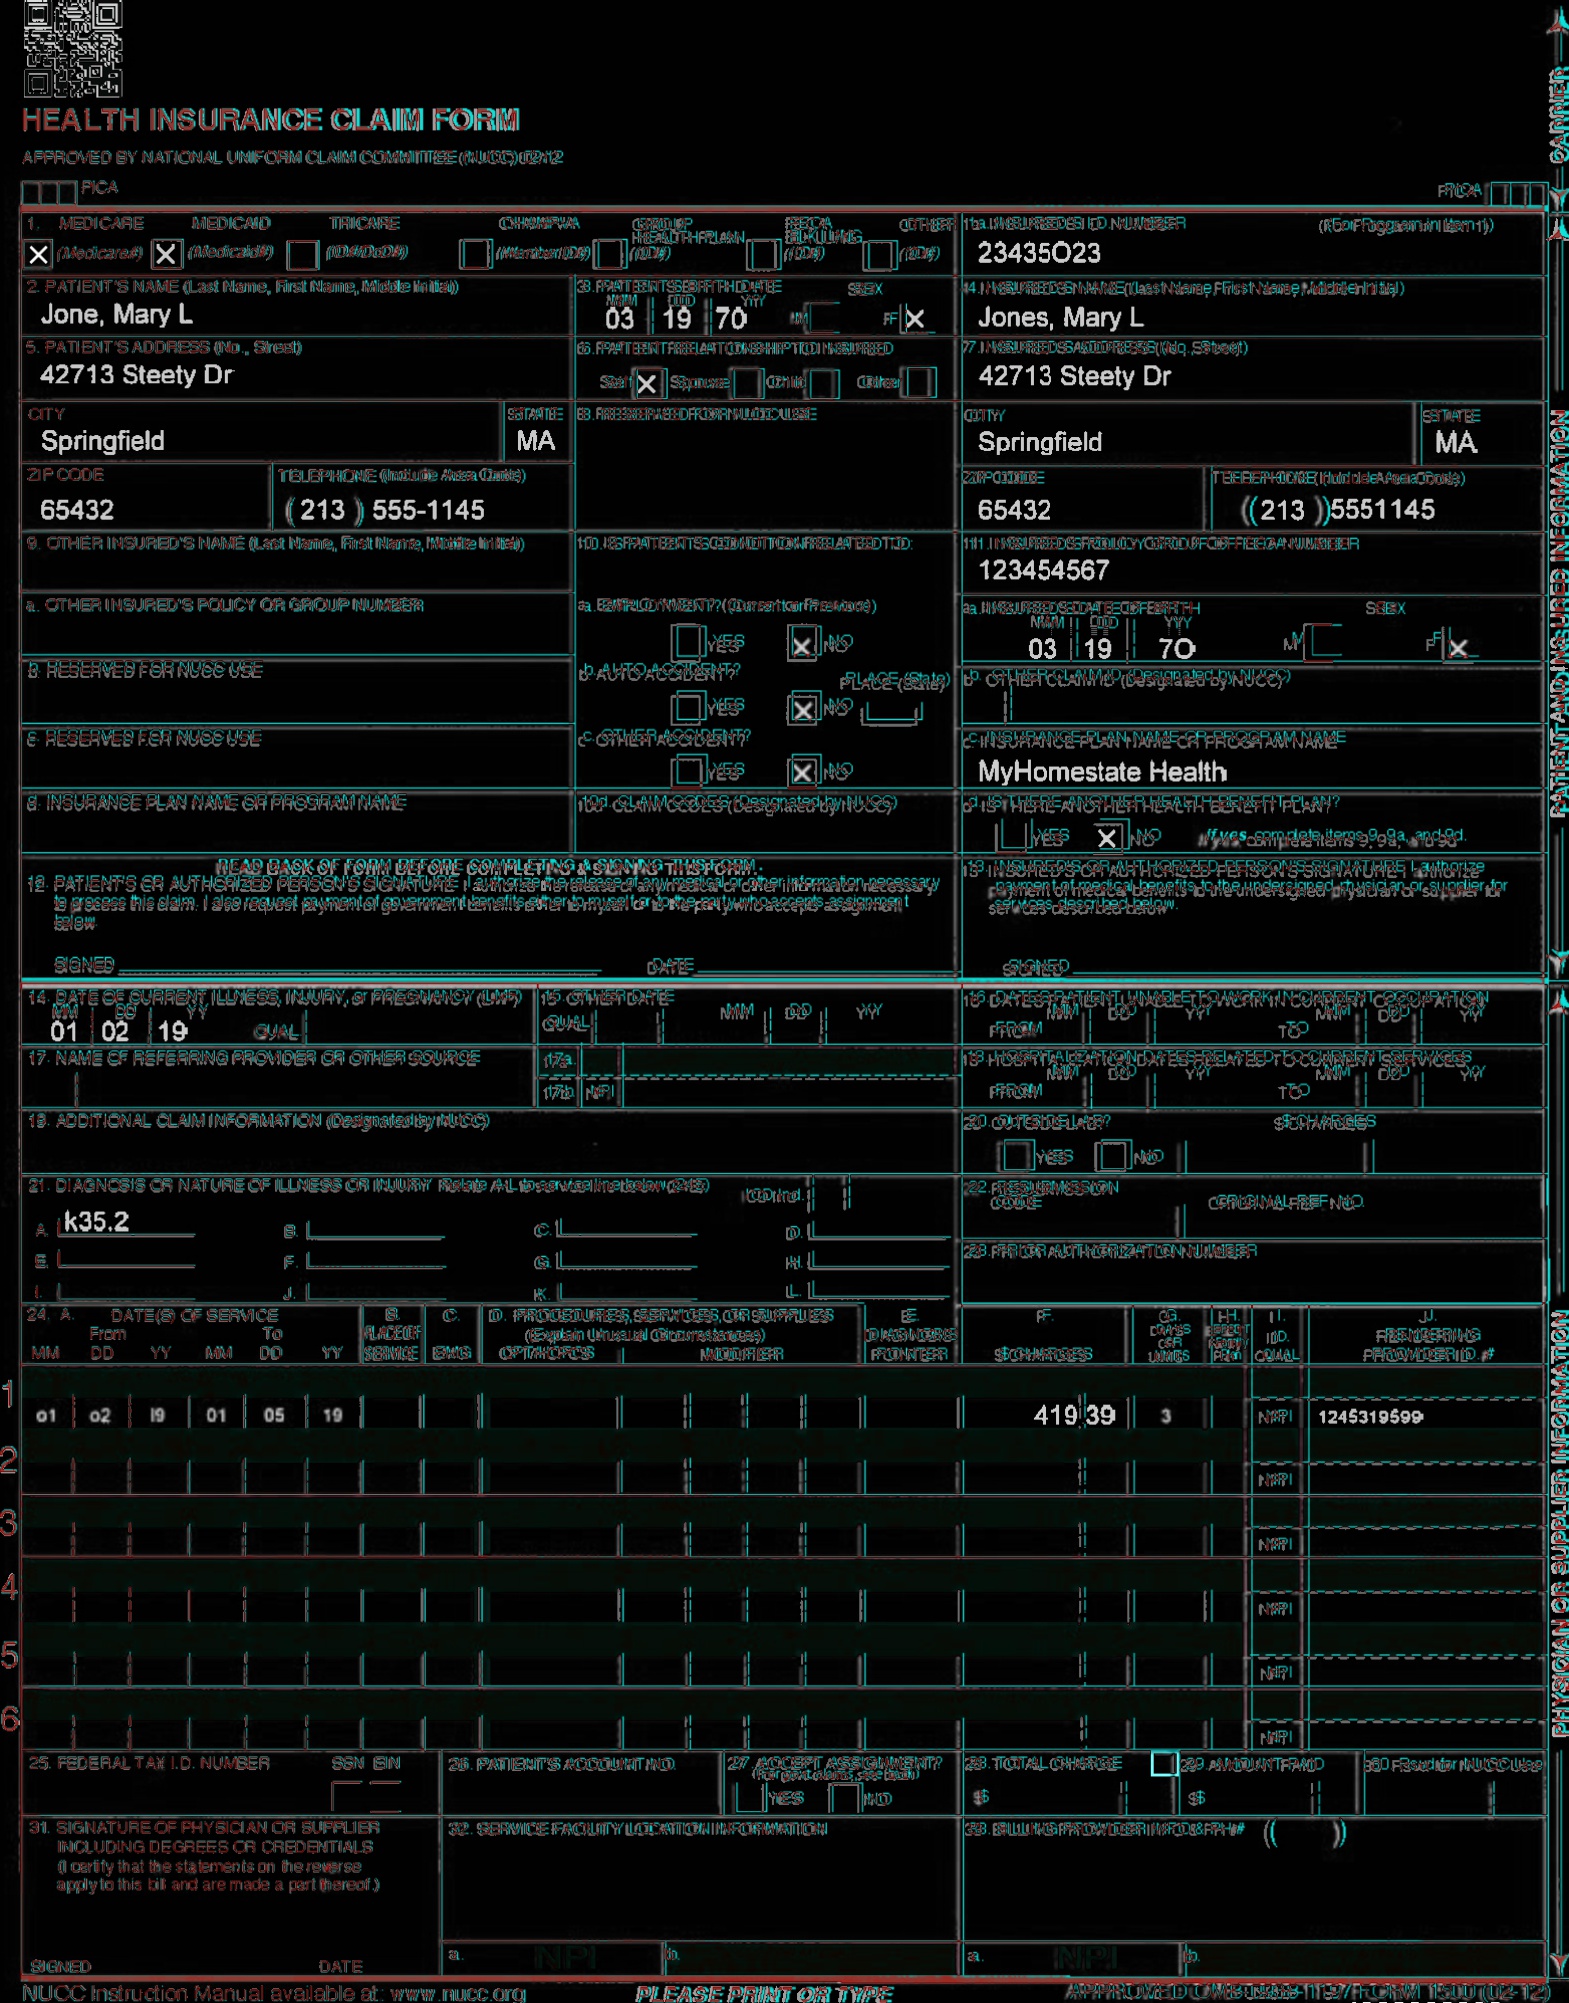 HEALTH INSURANCE CLAIM FORM
APPROVED BY NATIONAL UNIFORM CLAIM COMMITTEE (NUCC) 02/12
PICA
PICA
CARRIER
1. MEDICARE MEDICAID TRICARE CHAMPVA GROUP HEALTH PLAN FECA BLK LUNG OTHER
X (Medicare#) X (Medicaid#) (ID#/DoD#) (Member ID#) (ID#) (ID#) (ID#)
1a. INSURED'S I.D. NUMBER (For Program in Item 1)
23435O23
2. PATIENT'S NAME (Last Name, First Name, Middle Initial)
Jone, Mary L
3. PATIENT'S BIRTH DATE SEX
MM DD YY
03 19 70 M F X
4. INSURED'S NAME (Last Name, First Name, Middle Initial)
Jones, Mary L
5. PATIENT'S ADDRESS (No., Street)
42713 Steety Dr
6. PATIENT RELATIONSHIP TO INSURED
Self X Spouse Child Other
7. INSURED'S ADDRESS (No., Street)
42713 Steety Dr
CITY STATE
Springfield MA
8. RESERVED FOR NUCC USE
CITY STATE
Springfield MA
ZIP CODE TELEPHONE (Include Area Code)
65432 ( 213 ) 555-1145
ZIP CODE TELEPHONE (Include Area Code)
65432 ( 213 ) 5551145
PATIENT AND INSURED INFORMATION
9. OTHER INSURED'S NAME (Last Name, First Name, Middle Initial)
10. IS PATIENT'S CONDITION RELATED TO:
11. INSURED'S POLICY GROUP OR FECA NUMBER
123454567
a. OTHER INSURED'S POLICY OR GROUP NUMBER
a. EMPLOYMENT? (Current or Previous)
YES X NO
a. INSURED'S DATE OF BIRTH SEX
MM DD YY
03 19 7O M F X
b. RESERVED FOR NUCC USE
b. AUTO ACCIDENT? PLACE (State)
YES X NO
b. OTHER CLAIM ID (Designated by NUCC)
c. RESERVED FOR NUCC USE
c. OTHER ACCIDENT?
YES X NO
c. INSURANCE PLAN NAME OR PROGRAM NAME
MyHomestate Health
d. INSURANCE PLAN NAME OR PROGRAM NAME
10d. CLAIM CODES (Designated by NUCC)
d. IS THERE ANOTHER HEALTH BENEFIT PLAN?
YES X NO If yes, complete items 9, 9a, and 9d.
READ BACK OF FORM BEFORE COMPLETING & SIGNING THIS FORM.
12. PATIENT'S OR AUTHORIZED PERSON'S SIGNATURE I authorize the release of any medical or other information necessary
to process this claim. I also request payment of government benefits either to myself or to the party who accepts assignment
below.
SIGNED DATE
13. INSURED'S OR AUTHORIZED PERSON'S SIGNATURE I authorize
payment of medical benefits to the undersigned physician or supplier for
services described below.
SIGNED
14. DATE OF CURRENT ILLNESS, INJURY, or PREGNANCY (LMP)
MM DD YY
01 02 19 QUAL
15. OTHER DATE
QUAL MM DD YY
16. DATES PATIENT UNABLE TO WORK IN CURRENT OCCUPATION
MM DD YY MM DD YY
FROM TO
17. NAME OF REFERRING PROVIDER OR OTHER SOURCE
17a
17b NPI
18. HOSPITALIZATION DATES RELATED TO CURRENT SERVICES
MM DD YY MM DD YY
FROM TO
19. ADDITIONAL CLAIM INFORMATION (Designated by NUCC)
20. OUTSIDE LAB? $ CHARGES
YES NO
21. DIAGNOSIS OR NATURE OF ILLNESS OR INJURY Relate A-L to service line below (24E) ICD Ind.
A. k35.2 B. C. D.
E. F. G. H.
I. J. K. L.
22. RESUBMISSION CODE ORIGINAL REF. NO.
23. PRIOR AUTHORIZATION NUMBER
24. A. DATE(S) OF SERVICE B. C. D. PROCEDURES, SERVICES, OR SUPPLIES E. F. G. H. I. J.
From To PLACE OF (Explain Unusual Circumstances) DIAGNOSIS DAYS OR EPSDT Family ID. RENDERING
MM DD YY MM DD YY SERVICE EMG CPT/HCPCS MODIFIER POINTER $ CHARGES UNITS Plan QUAL PROVIDER ID. #
1
o1 o2 I9 01 05 19 419 39 3 NPI 1245319599
2 NPI
3 NPI
4 NPI
5 NPI
6 NPI
PHYSICIAN OR SUPPLIER INFORMATION
25. FEDERAL TAX I.D. NUMBER SSN EIN
26. PATIENT'S ACCOUNT NO.
27. ACCEPT ASSIGNMENT?
(For govt. claims, see back)
YES NO
28. TOTAL CHARGE
$
29. AMOUNT PAID
$
30. Rsvd for NUCC Use
31. SIGNATURE OF PHYSICIAN OR SUPPLIER
INCLUDING DEGREES OR CREDENTIALS
(I certify that the statements on the reverse
apply to this bill and are made a part thereof.)
SIGNED DATE
32. SERVICE FACILITY LOCATION INFORMATION
a. NPI b.
33. BILLING PROVIDER INFO & PH # ( )
a. NPI b.
NUCC Instruction Manual available at: www.nucc.org
PLEASE PRINT OR TYPE
APPROVED OMB-0938-1197 FORM 1500 (02-12)